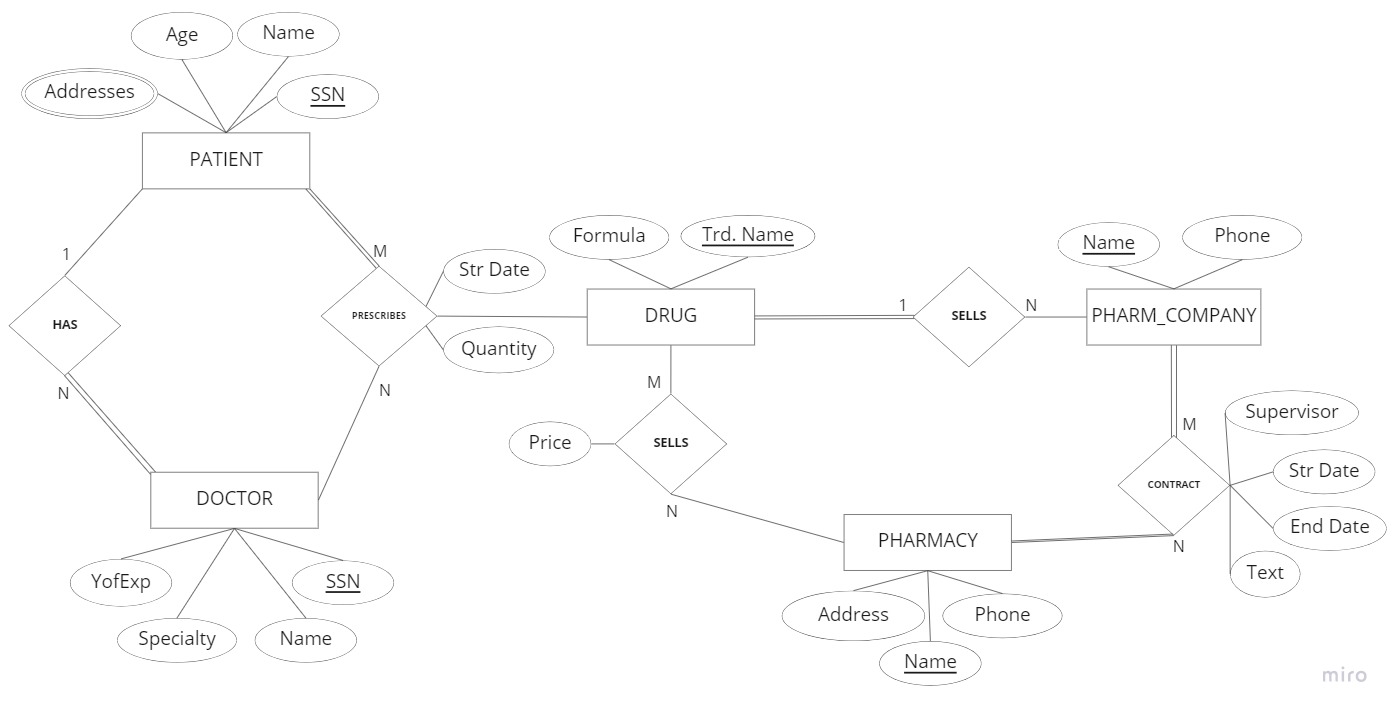 Age
Name
Addresses
SSN
PATIENT
1
M
HAS
PRESCRIBES
Str Date
Quantity
N
N
DOCTOR
YofExp
SSN
Specialty
Name
Formula
Trd. Name
DRUG
1
SELLS
N
Name
Phone
PHARM_COMPANY
M
Price
SELLS
N
PHARMACY
Address
Phone
Name
M
CONTRACT
N
Supervisor
Str Date
End Date
Text
miro